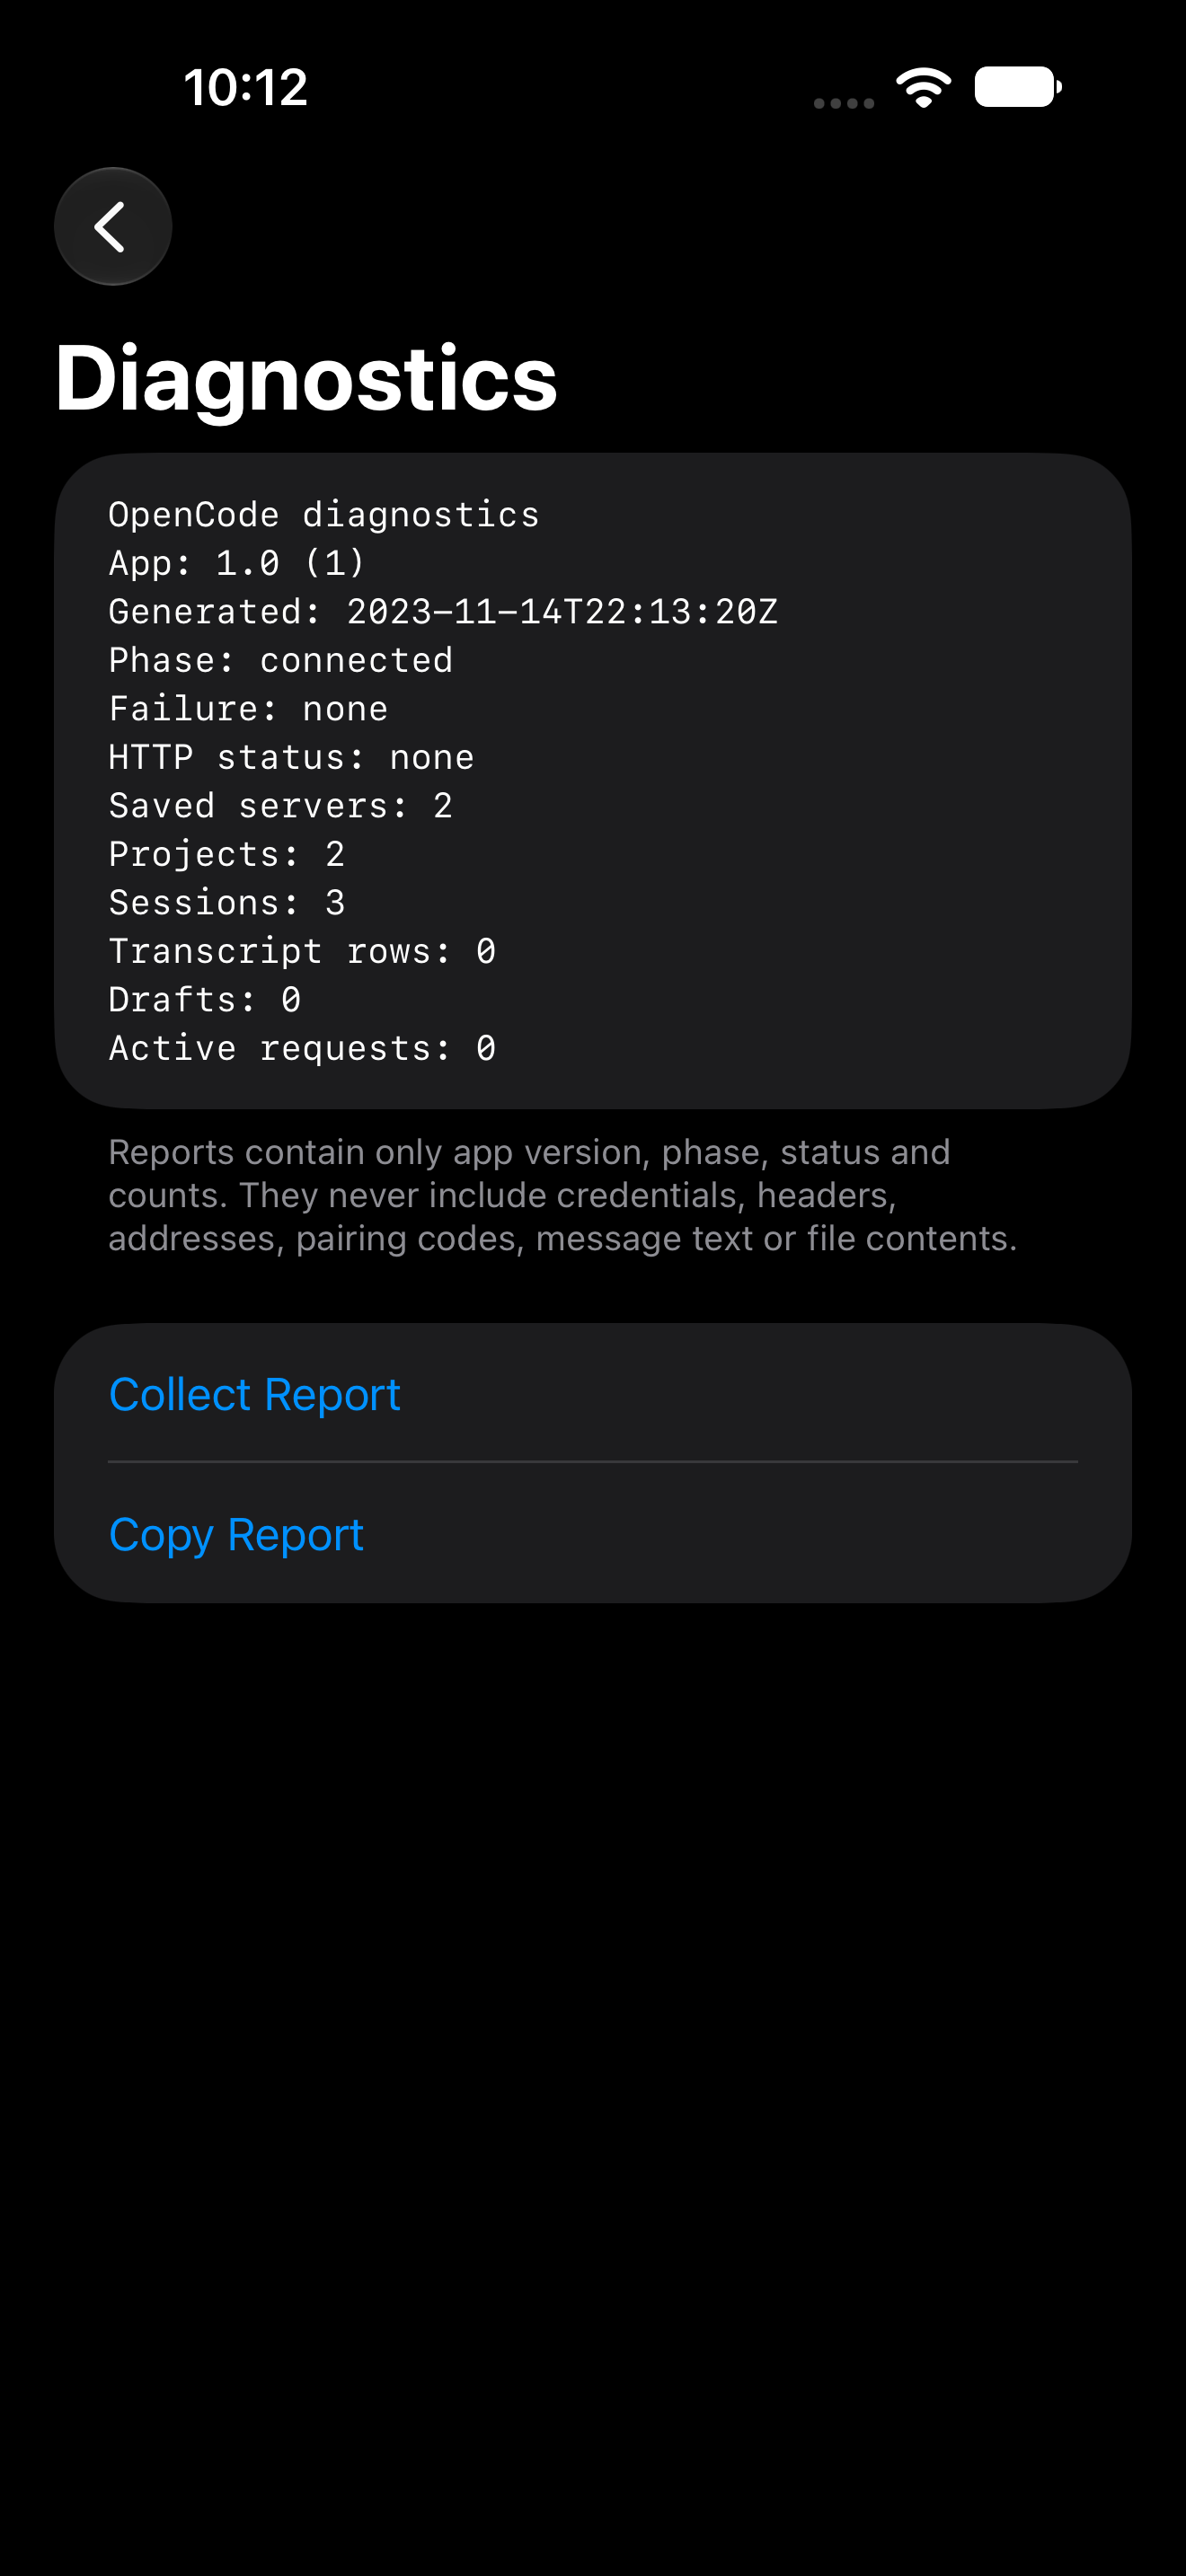 10:12
Diagnostics
OpenCode diagnostics
App: 1.0 (1)
Generated: 2023-11-14T22:13:20Z
Phase: connected
Failure: none
HTTP status: none
Saved servers: 2
Projects: 2
Sessions: 3
Transcript rows: 0
Drafts: 0
Active requests: 0
Reports contain only app version, phase, status and
counts. They never include credentials, headers,
addresses, pairing codes, message text or file contents.
Collect Report
Copy Report